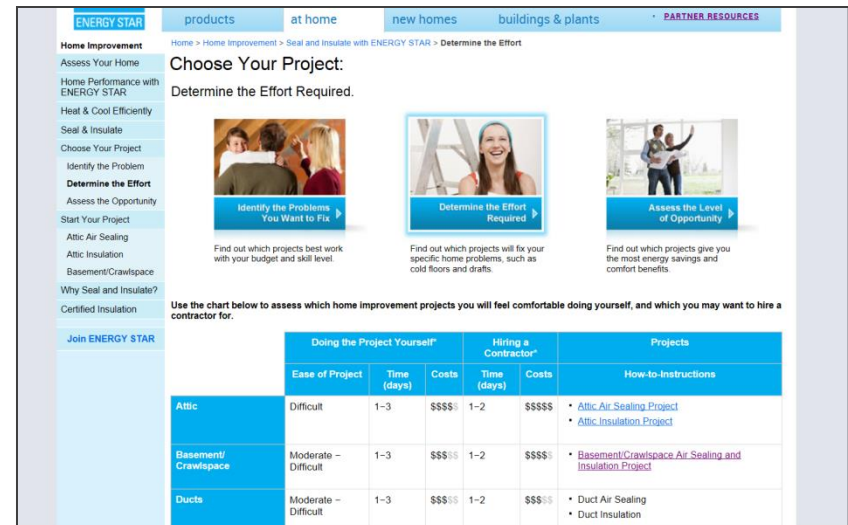 ENERGY STAR
products
at home
new homes
buildings & plants
PARTNER RESOURCES
Home Improvement
Assess Your Home
Home Performance with
ENERGY STAR
Heat & Cool Efficiently
Seal & Insulate
Choose Your Project
Identify the Problem
Determine the Effort
Assess the Opportunity
Start Your Project
Attic Air Sealing
Attic Insulation
Basement/Crawlspace
Why Seal and Insulate?
Certified Insulation
Join ENERGY STAR
Home > Home Improvement > Seal and Insulate with ENERGY STAR > Determine the Effort
Choose Your Project:
Determine the Effort Required.
Identify the Problems
You Want to Fix
Find out which projects best work
with your budget and skill level.
Determine the Effort
Required
Find out which projects will fix your
specific home problems, such as
cold floors and drafts.
Assess the Level
of Opportunity
Find out which projects give you
the most energy savings and
comfort benefits.
Use the chart below to assess which home improvement projects you will feel comfortable doing yourself, and which you may want to hire a
contractor for.
Doing the Project Yourself*
Hiring a
Contractor*
Projects
Ease of Project
Time
(days)
Costs
Time
(days)
Costs
How-to-Instructions
Attic
Difficult
1–3
$$$$$
1–2
$$$$$
• Attic Air Sealing Project
• Attic Insulation Project
Basement/
Crawlspace
Moderate –
Difficult
1–3
$$$$$
1–2
$$$$$
• Basement/Crawlspace Air Sealing and
Insulation Project
Ducts
Moderate –
Difficult
1–3
$$$$$
1–2
$$$$$
• Duct Air Sealing
• Duct Insulation